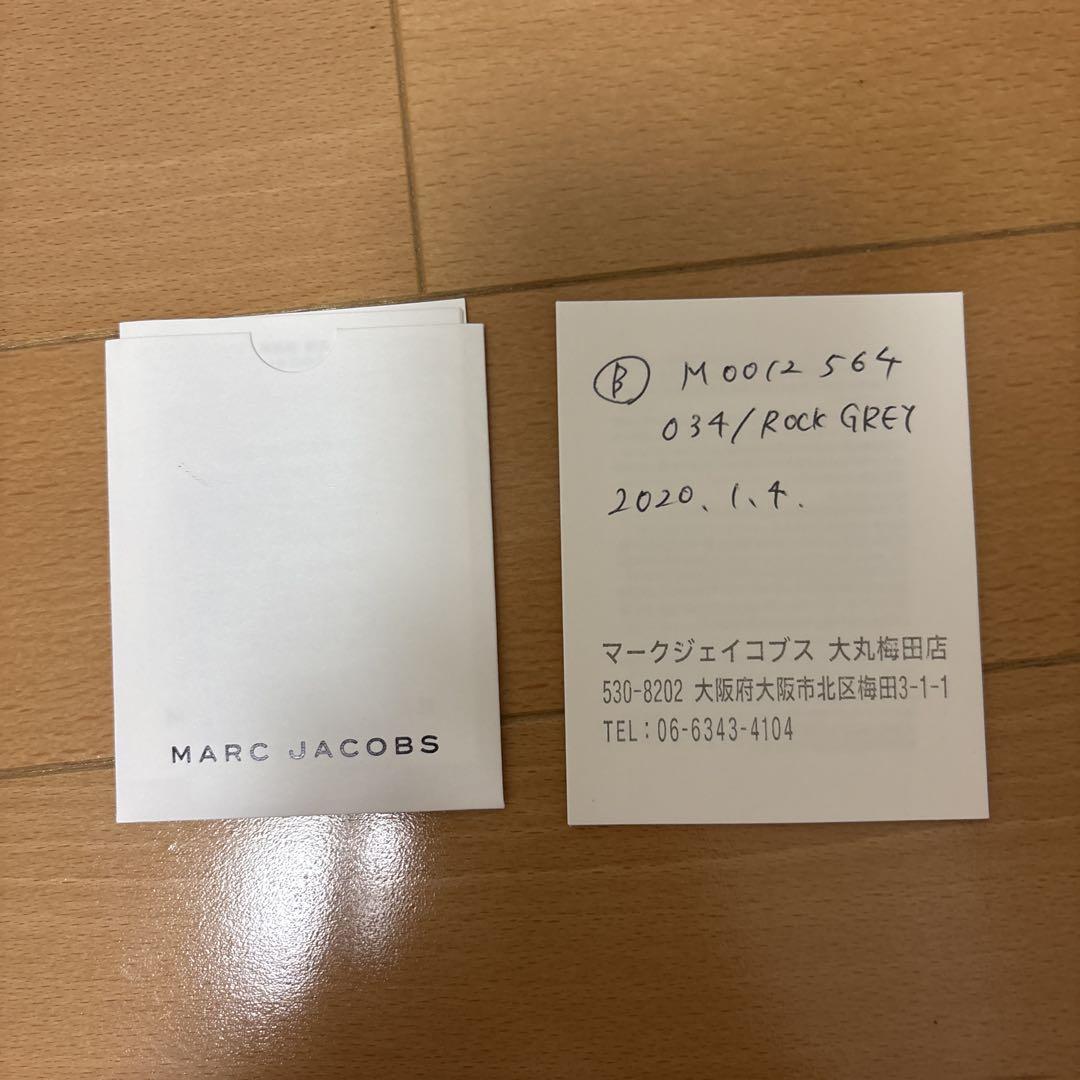 MARC JACOBS
Ⓑ M0012564
034/ROCK GREY
2020、1、4.
マークジェイコブス 大丸梅田店
530-8202 大阪府大阪市北区梅田3-1-1
TEL：06-6343-4104